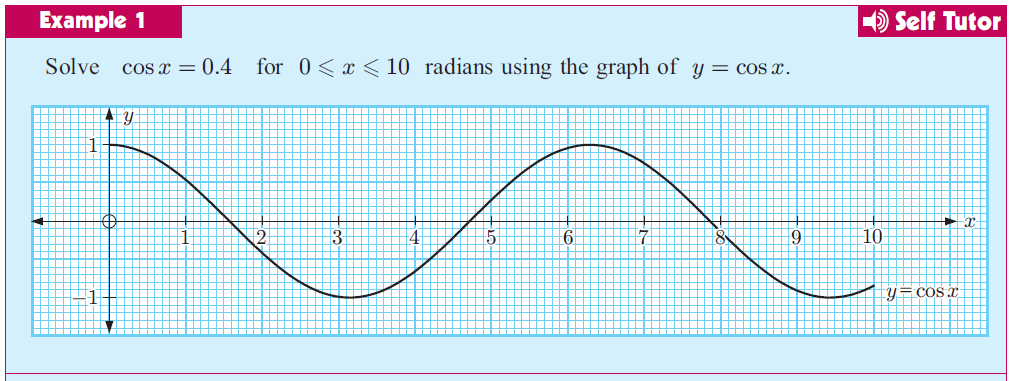 Example 1
Self Tutor
Solve cos x = 0.4 for 0 ⩽ x ⩽ 10 radians using the graph of y = cos x.
y
1
O
1 2 3 4 5 6 7 8 9 10
x
−1
y = cos x